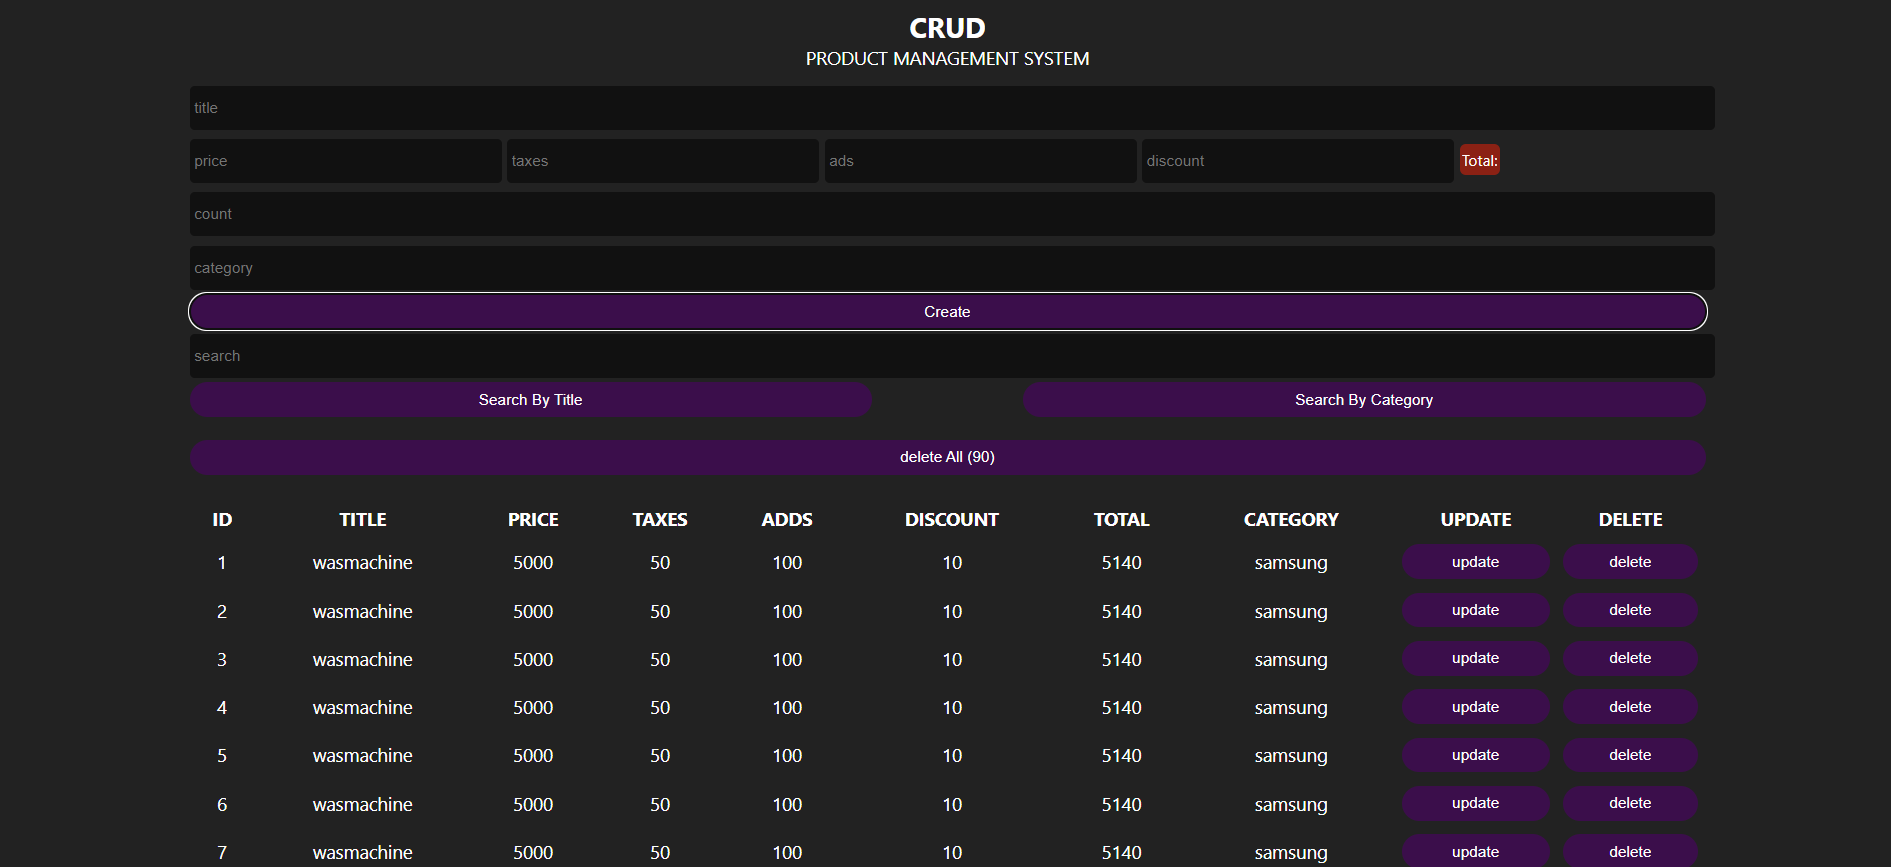 CRUD
PRODUCT MANAGEMENT SYSTEM
title
price taxes ads discount Total:
count
category
Create
search
Search By Title Search By Category
delete All (90)
ID TITLE PRICE TAXES ADDS DISCOUNT TOTAL CATEGORY UPDATE DELETE
1 wasmachine 5000 50 100 10 5140 samsung update delete
2 wasmachine 5000 50 100 10 5140 samsung update delete
3 wasmachine 5000 50 100 10 5140 samsung update delete
4 wasmachine 5000 50 100 10 5140 samsung update delete
5 wasmachine 5000 50 100 10 5140 samsung update delete
6 wasmachine 5000 50 100 10 5140 samsung update delete
7 wasmachine 5000 50 100 10 5140 samsung update delete